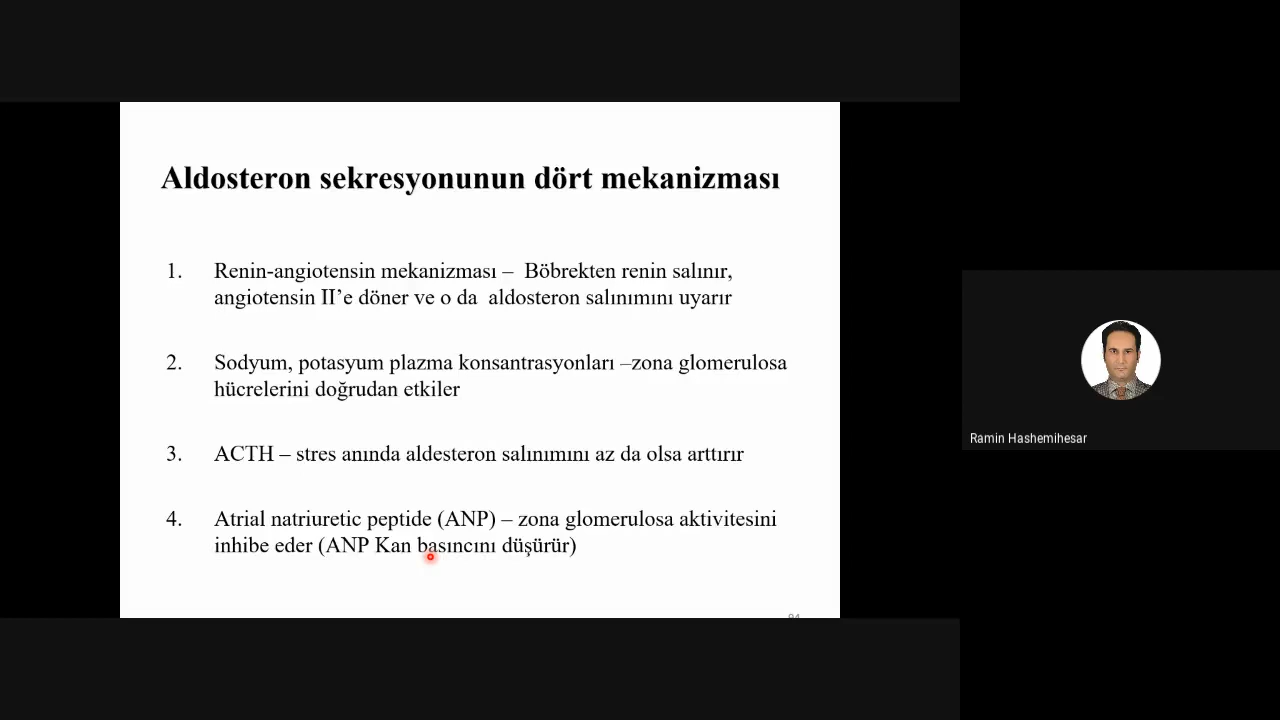 Aldosteron sekresyonunun dört mekanizması
1. Renin-angiotensin mekanizması – Böbrekten renin salınır,
angiotensin II’e döner ve o da aldosteron salınımını uyarır
2. Sodyum, potasyum plazma konsantrasyonları –zona glomerulosa
hücrelerini doğrudan etkiler
3. ACTH – stres anında aldesteron salınımını az da olsa arttırır
4. Atrial natriuretic peptide (ANP) – zona glomerulosa aktivitesini
inhibe eder (ANP Kan basıncını düşürür)
Ramin Hashemihesar